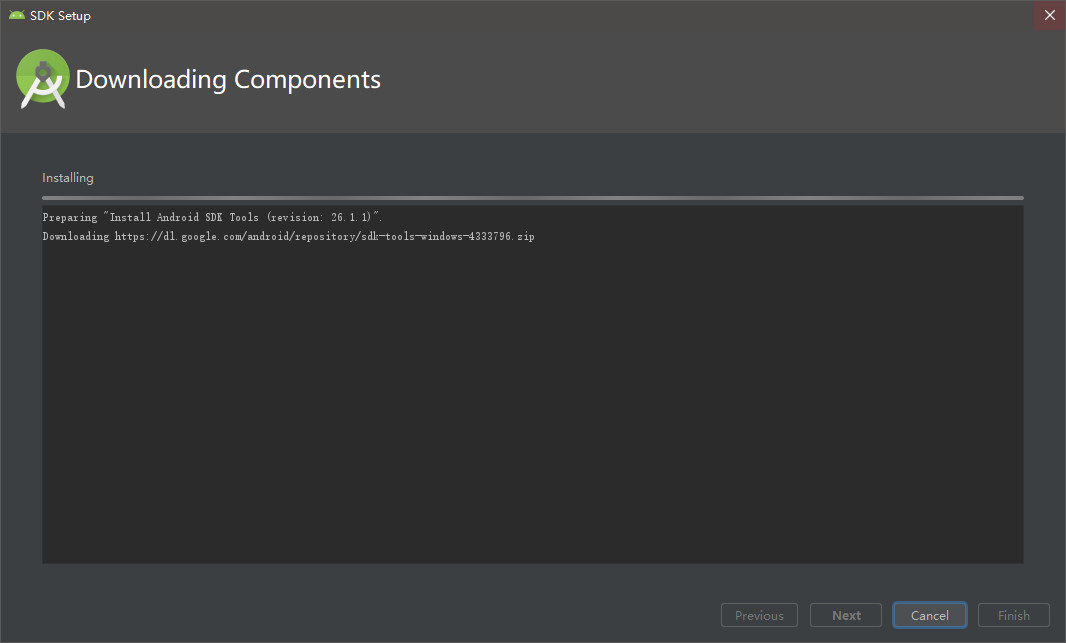 SDK Setup
Downloading Components
Installing
Preparing "Install Android SDK Tools (revision: 26.1.1)".
Downloading https://dl.google.com/android/repository/sdk-tools-windows-4333796.zip
Previous
Next
Cancel
Finish